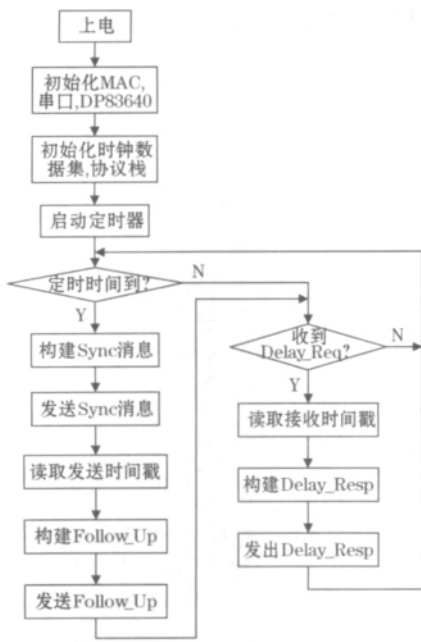 上电
初始化MAC,
串口,DP83640
初始化时钟数
据集,协议栈
启动定时器
定时时间到?
N
Y
构建Sync消息
发送Sync消息
读取发送时间戳
构建Follow_Up
发送Follow_Up
收到
Delay_Req?
N
Y
读取接收时间戳
构建Delay_Resp
发出Delay_Resp